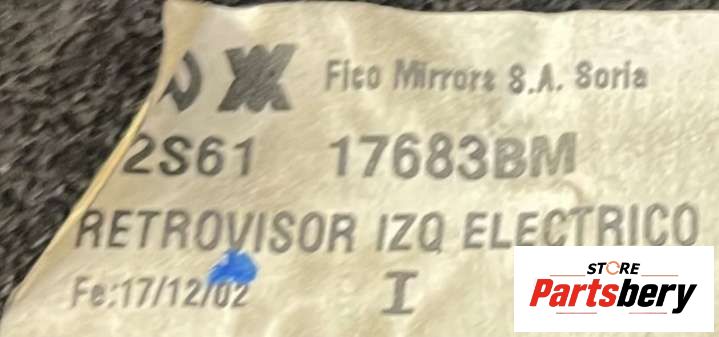 Fico Mirrors S.A. Soria
2S61 17683BM
RETROVISOR IZQ ELECTRICO
Fe:17/12/02 I
STORE
Partsbery